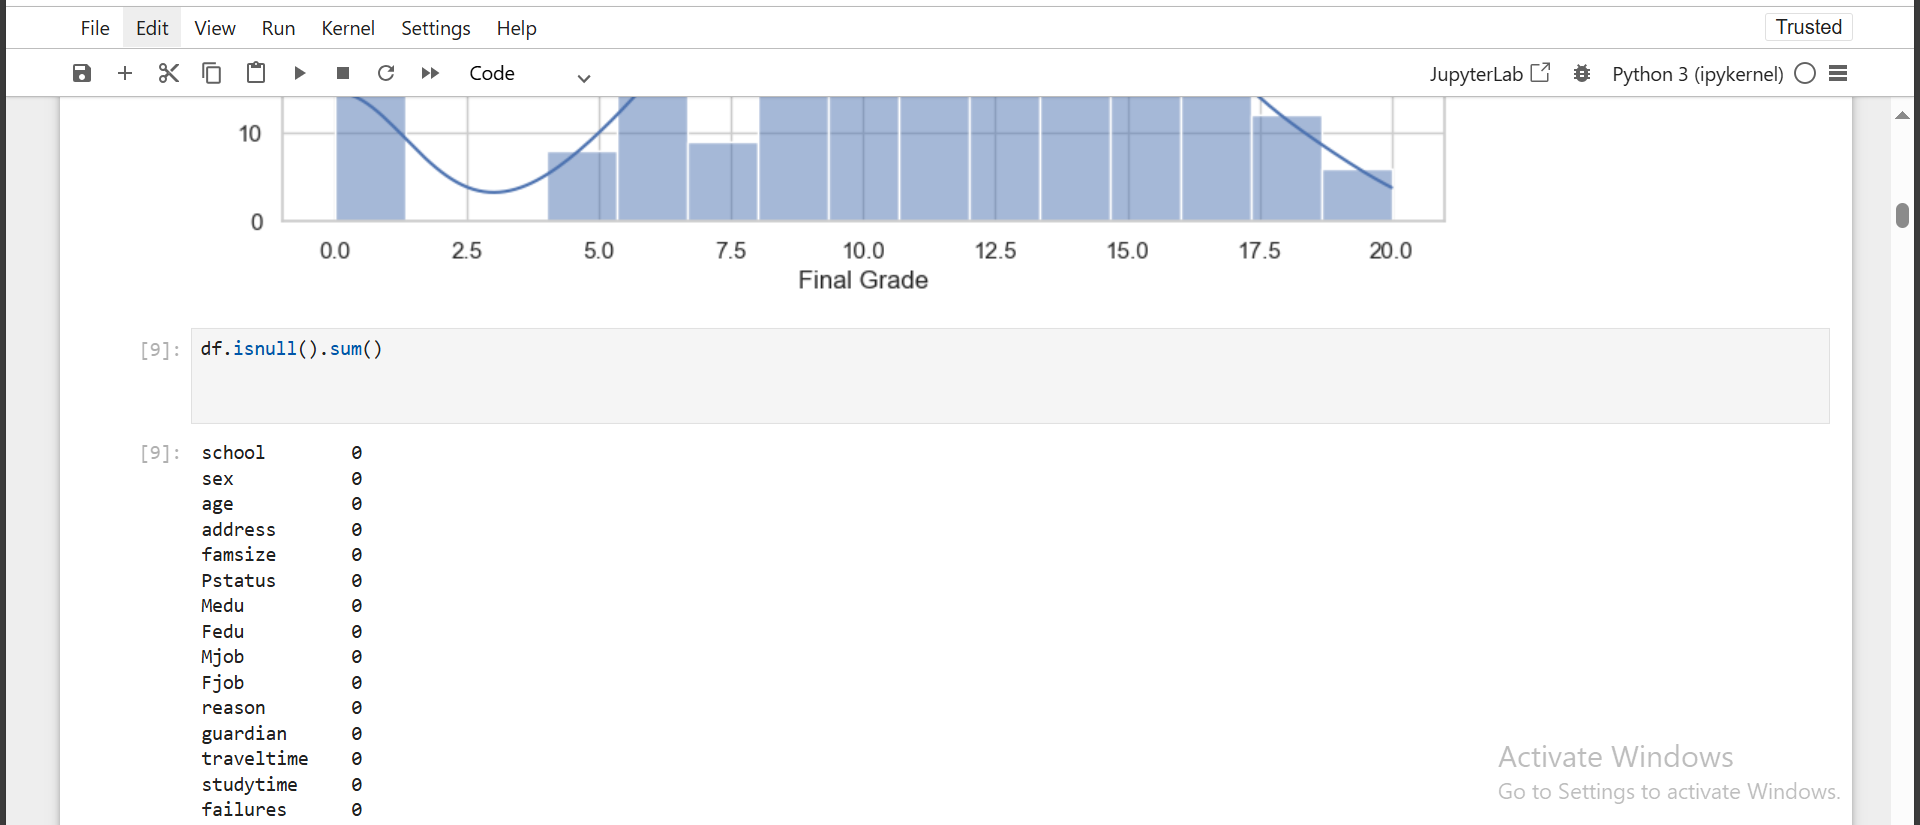 File Edit View Run Kernel Settings Help Trusted
Code JupyterLab Python 3 (ipykernel)
10
0
0.0 2.5 5.0 7.5 10.0 12.5 15.0 17.5 20.0
Final Grade
[9]: df.isnull().sum()
[9]: school 0
sex 0
age 0
address 0
famsize 0
Pstatus 0
Medu 0
Fedu 0
Mjob 0
Fjob 0
reason 0
guardian 0
traveltime 0
studytime 0
failures 0
Activate Windows
Go to Settings to activate Windows.